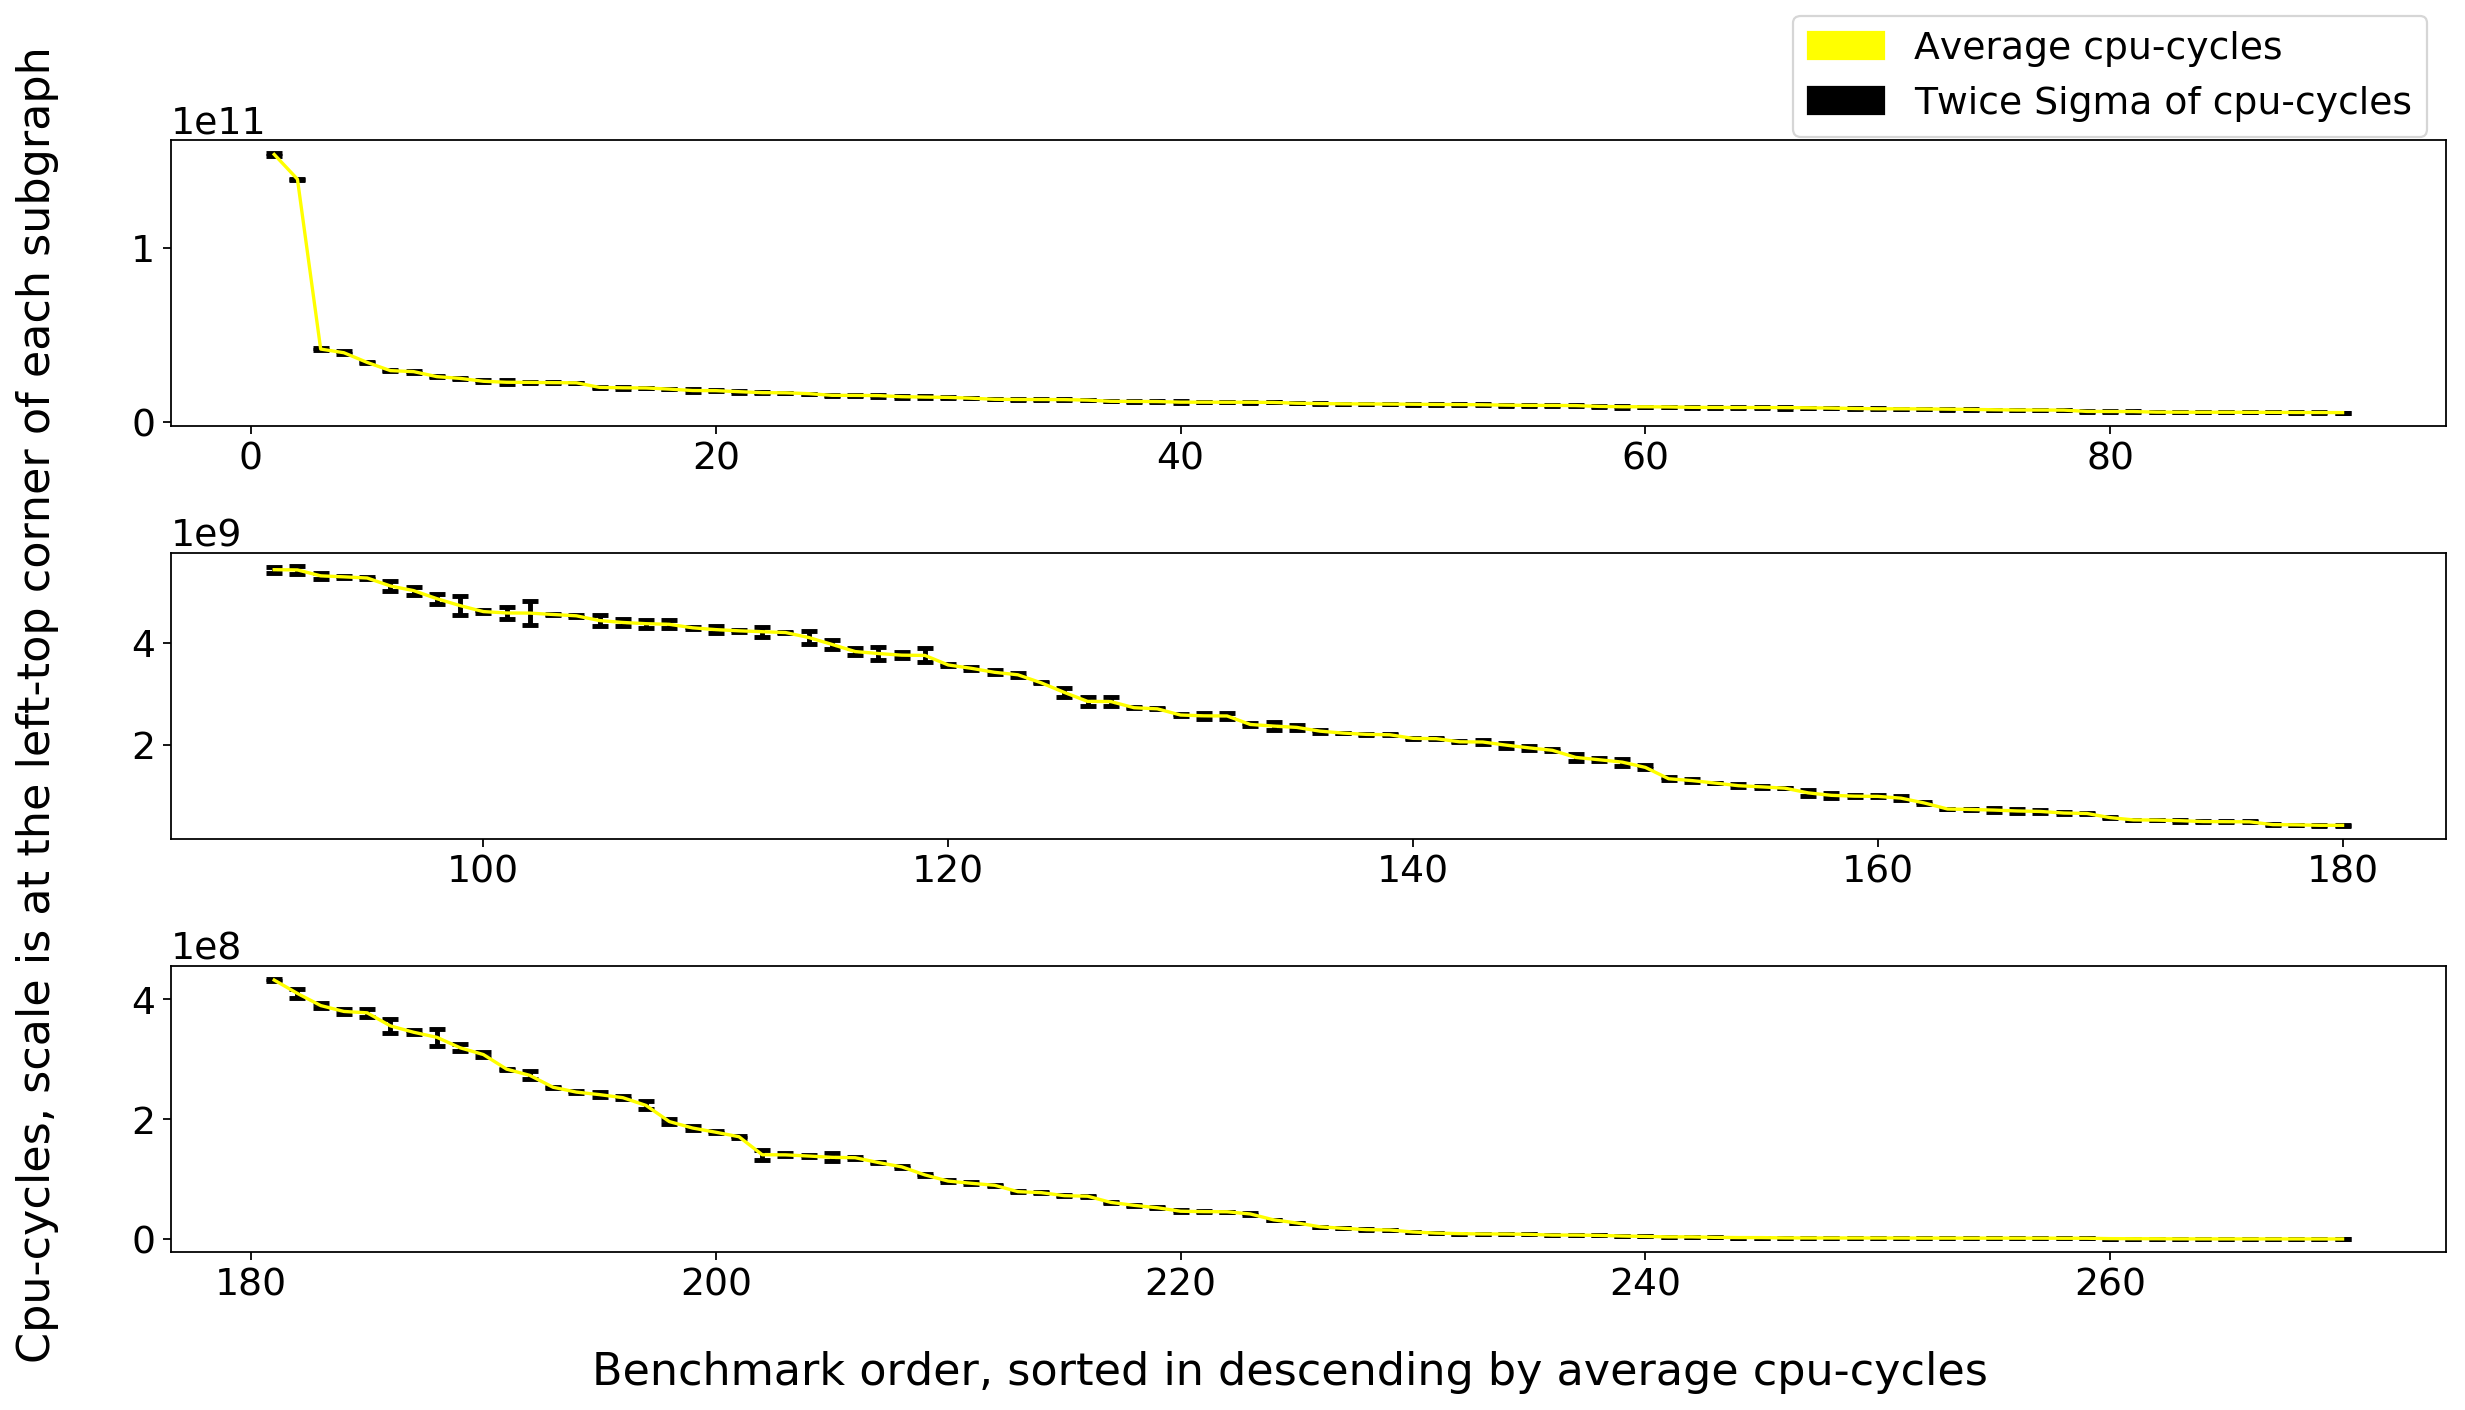 Average cpu-cycles
Twice Sigma of cpu-cycles
Cpu-cycles, scale is at the left-top corner of each subgraph
1e11
1
0
0 20 40 60 80
1e9
4
2
100 120 140 160 180
1e8
4
2
0
180 200 220 240 260
Benchmark order, sorted in descending by average cpu-cycles